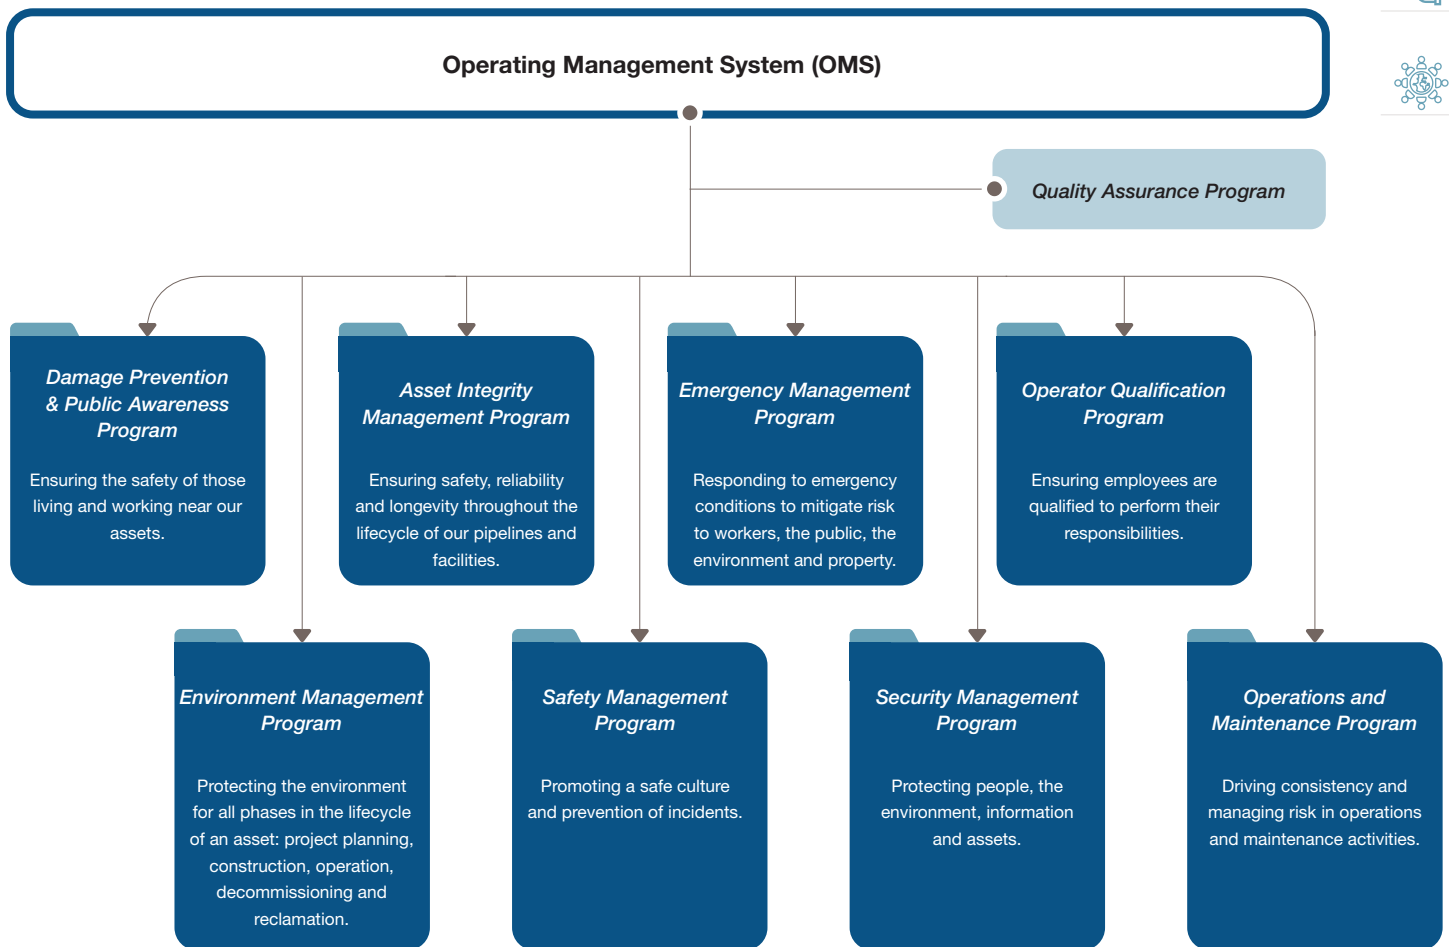 Operating Management System (OMS)
Quality Assurance Program
Damage Prevention
& Public Awareness
Program
Ensuring the safety of those
living and working near our
assets.
Asset Integrity
Management Program
Ensuring safety, reliability
and longevity throughout the
lifecycle of our pipelines and
facilities.
Emergency Management
Program
Responding to emergency
conditions to mitigate risk
to workers, the public, the
environment and property.
Operator Qualification
Program
Ensuring employees are
qualified to perform their
responsibilities.
Environment Management
Program
Protecting the environment
for all phases in the lifecycle
of an asset: project planning,
construction, operation,
decommissioning and
reclamation.
Safety Management
Program
Promoting a safe culture
and prevention of incidents.
Security Management
Program
Protecting people, the
environment, information
and assets.
Operations and
Maintenance Program
Driving consistency and
managing risk in operations
and maintenance activities.